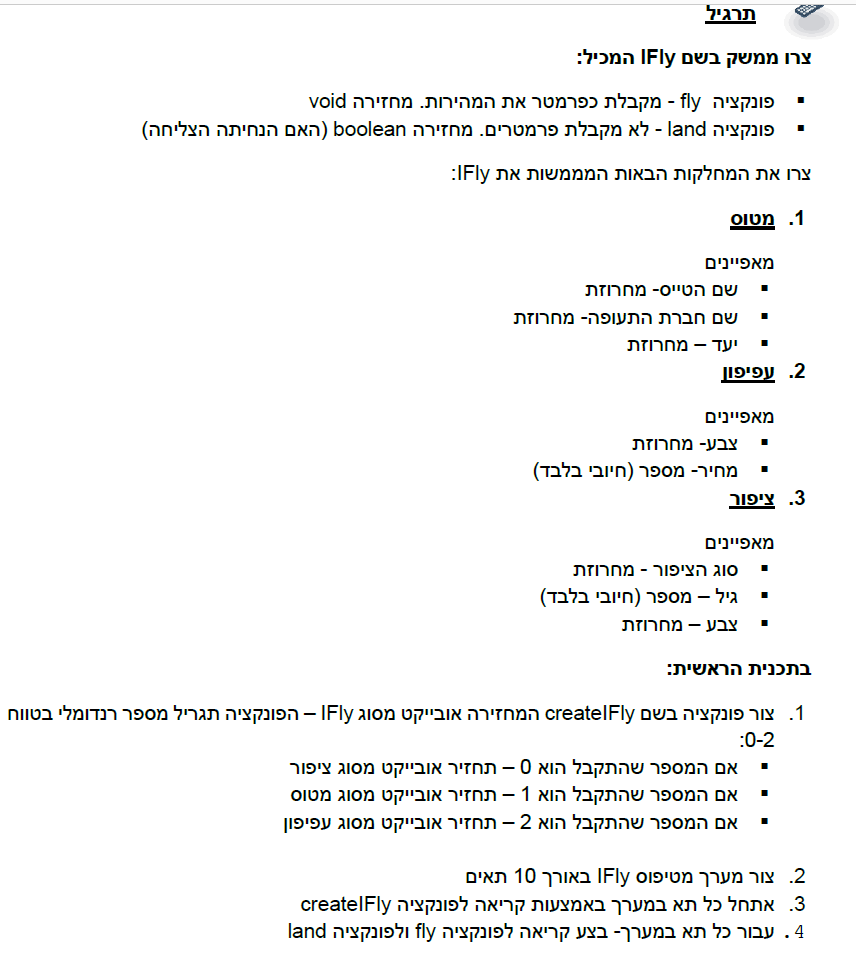 תרגיל
צרו ממשק בשם IFly המכיל:
▪ פונקציה fly - מקבלת כפרמטר את המהירות. מחזירה void
▪ פונקציה land - לא מקבלת פרמטרים. מחזירה boolean (האם הנחיתה הצליחה)
צרו את המחלקות הבאות המממשות את IFly:
1. מטוס
מאפיינים
▪ שם הטייס- מחרוזת
▪ שם חברת התעופה- מחרוזת
▪ יעד – מחרוזת
2. עפיפון
מאפיינים
▪ צבע- מחרוזת
▪ מחיר- מספר (חיובי בלבד)
3. ציפור
מאפיינים
▪ סוג הציפור - מחרוזת
▪ גיל – מספר (חיובי בלבד)
▪ צבע – מחרוזת
בתכנית הראשית:
1. צור פונקציה בשם createIFly המחזירה אובייקט מסוג IFly – הפונקציה תגריל מספר רנדומלי בטווח
0-2:
▪ אם המספר שהתקבל הוא 0 – תחזיר אובייקט מסוג ציפור
▪ אם המספר שהתקבל הוא 1 – תחזיר אובייקט מסוג מטוס
▪ אם המספר שהתקבל הוא 2 – תחזיר אובייקט מסוג עפיפון
2. צור מערך מטיפוס IFly באורך 10 תאים
3. אתחל כל תא במערך באמצעות קריאה לפונקציה createIFly
4. עבור כל תא במערך- בצע קריאה לפונקציה fly ולפונקציה land